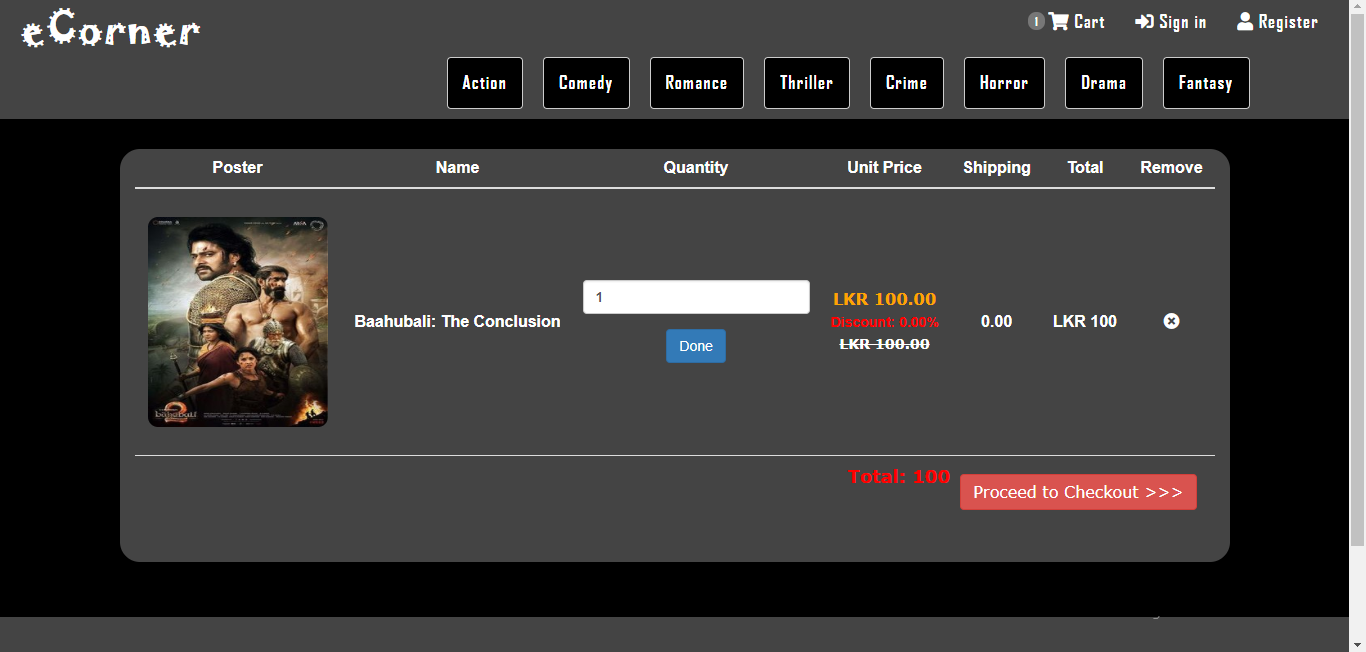 eCorner
1 Cart Sign in Register
Action Comedy Romance Thriller Crime Horror Drama Fantasy
Poster Name Quantity Unit Price Shipping Total Remove
Baahubali: The Conclusion
1
Done
LKR 100.00
Discount: 0.00%
LKR 100.00
0.00
LKR 100
Total: 100
Proceed to Checkout >>>